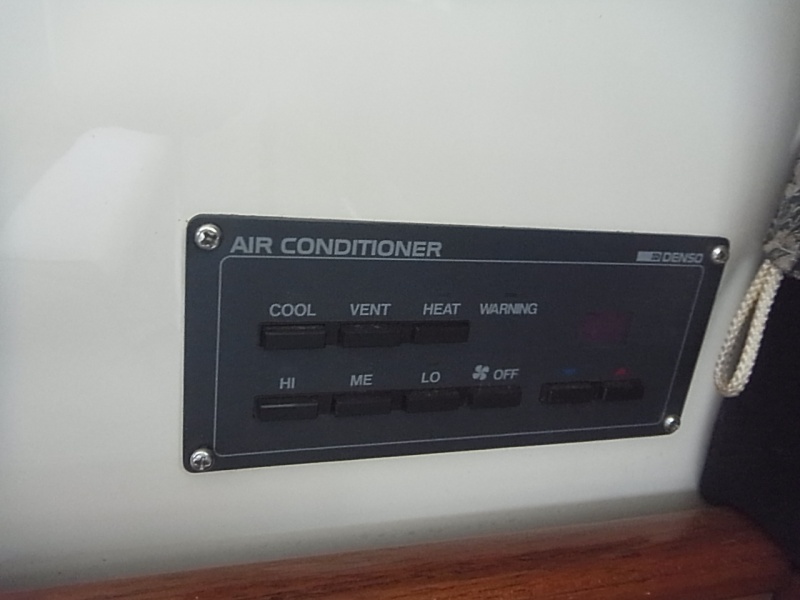 AIR CONDITIONER DENSO
COOL VENT HEAT WARNING
HI ME LO OFF